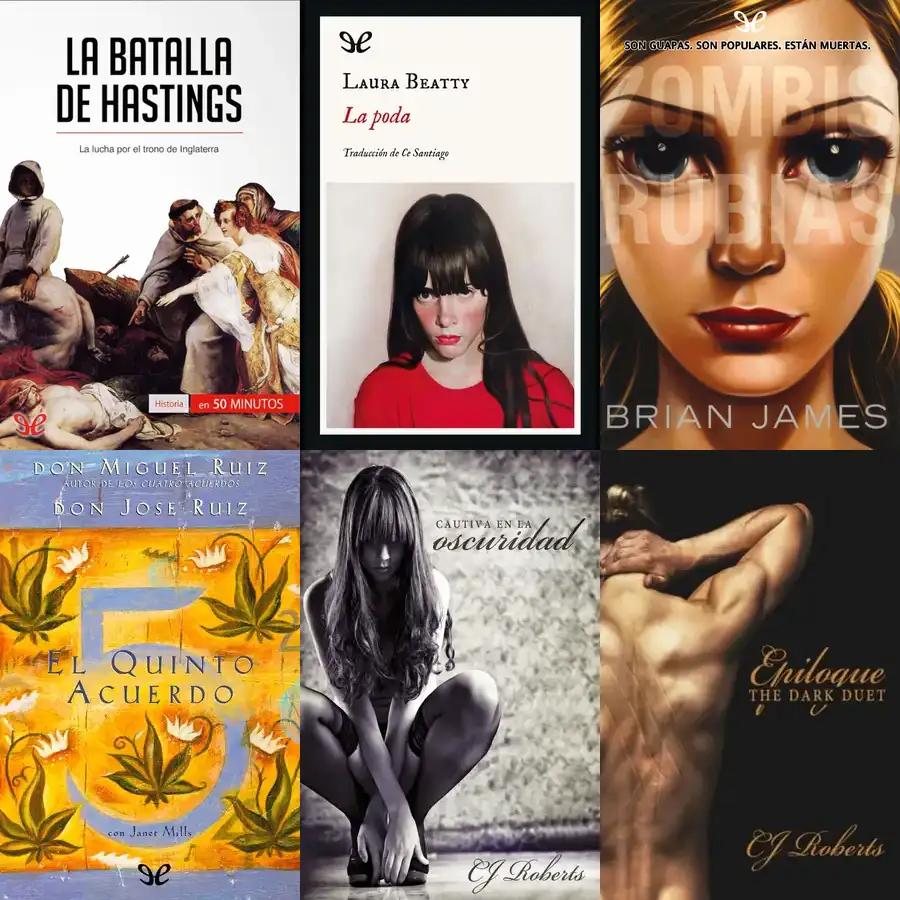 LA BATALLA
DE HASTINGS
La lucha por el trono de Inglaterra
Historia
en 50 MINUTOS
LAURA BEATTY
La poda
Traducción de Ce Santiago
SON GUAPAS. SON POPULARES. ESTÁN MUERTAS.
ZOMBIS
RUBIAS
BRIAN JAMES
DON MIGUEL RUIZ
AUTOR DE LOS CUATRO ACUERDOS
DON JOSE RUIZ
5
EL QUINTO
ACUERDO
con Janet Mills
CAUTIVA EN LA
oscuridad
CJ Roberts
Epilogue
THE DARK DUET
CJ Roberts